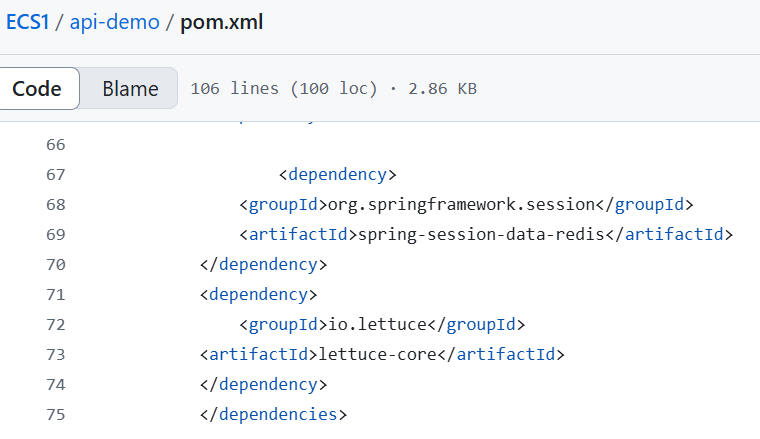 ECS1 / api-demo / pom.xml
Code Blame 106 lines (100 loc) · 2.86 KB
66
67 <dependency>
68 <groupId>org.springframework.session</groupId>
69 <artifactId>spring-session-data-redis</artifactId>
70 </dependency>
71 <dependency>
72 <groupId>io.lettuce</groupId>
73 <artifactId>lettuce-core</artifactId>
74 </dependency>
75 </dependencies>